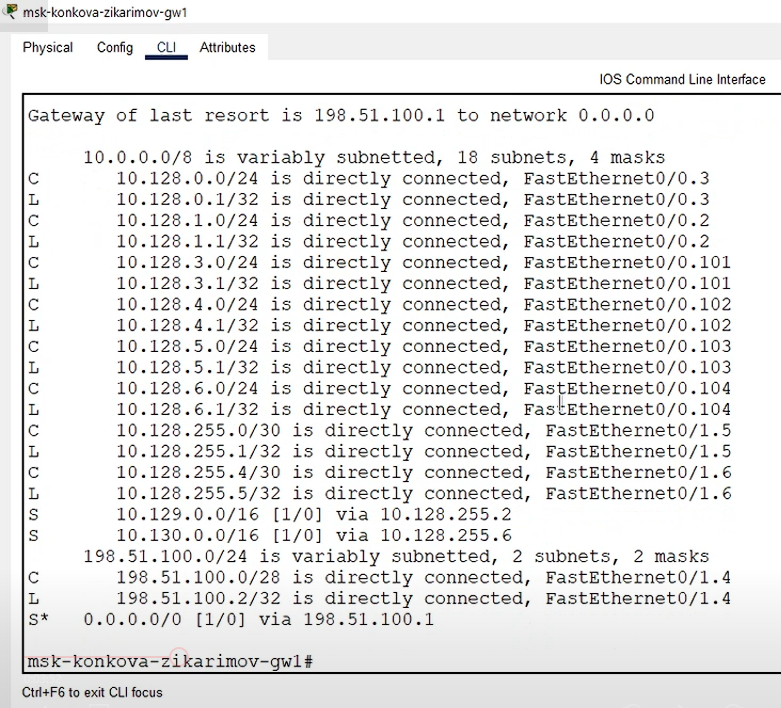 msk-konkova-zikarimov-gw1
Physical Config CLI Attributes
IOS Command Line Interface
Gateway of last resort is 198.51.100.1 to network 0.0.0.0
10.0.0.0/8 is variably subnetted, 18 subnets, 4 masks
C 10.128.0.0/24 is directly connected, FastEthernet0/0.3
L 10.128.0.1/32 is directly connected, FastEthernet0/0.3
C 10.128.1.0/24 is directly connected, FastEthernet0/0.2
L 10.128.1.1/32 is directly connected, FastEthernet0/0.2
C 10.128.3.0/24 is directly connected, FastEthernet0/0.101
L 10.128.3.1/32 is directly connected, FastEthernet0/0.101
C 10.128.4.0/24 is directly connected, FastEthernet0/0.102
L 10.128.4.1/32 is directly connected, FastEthernet0/0.102
C 10.128.5.0/24 is directly connected, FastEthernet0/0.103
L 10.128.5.1/32 is directly connected, FastEthernet0/0.103
C 10.128.6.0/24 is directly connected, FastEthernet0/0.104
L 10.128.6.1/32 is directly connected, FastEthernet0/0.104
C 10.128.255.0/30 is directly connected, FastEthernet0/1.5
L 10.128.255.1/32 is directly connected, FastEthernet0/1.5
C 10.128.255.4/30 is directly connected, FastEthernet0/1.6
L 10.128.255.5/32 is directly connected, FastEthernet0/1.6
S 10.129.0.0/16 [1/0] via 10.128.255.2
S 10.130.0.0/16 [1/0] via 10.128.255.6
198.51.100.0/24 is variably subnetted, 2 subnets, 2 masks
C 198.51.100.0/28 is directly connected, FastEthernet0/1.4
L 198.51.100.2/32 is directly connected, FastEthernet0/1.4
S* 0.0.0.0/0 [1/0] via 198.51.100.1
msk-konkova-zikarimov-gw1#
Ctrl+F6 to exit CLI focus